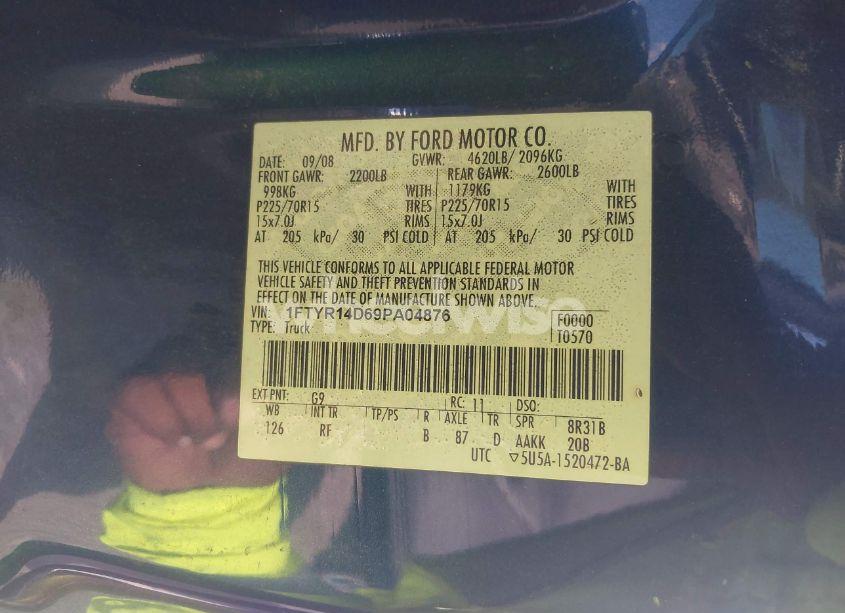 MFD. BY FORD MOTOR CO.
DATE: 09/08 GVWR: 4620LB/ 2096KG
FRONT GAWR: 2200LB REAR GAWR: 2600LB
998KG WITH 1179KG WITH
P225/70R15 TIRES P225/70R15 TIRES
15x7.0J RIMS 15x7.0J RIMS
AT 205 kPa/ 30 PSI COLD AT 205 kPa/ 30 PSI COLD
THIS VEHICLE CONFORMS TO ALL APPLICABLE FEDERAL MOTOR
VEHICLE SAFETY AND THEFT PREVENTION STANDARDS IN
EFFECT ON THE DATE OF MANUFACTURE SHOWN ABOVE.
VIN: 1FTYR14D69PA04876 F0000
TYPE: Truck T0570
EXT PNT: G9 RC: 11 DSO:
WB INT TR TP/PS R AXLE TR SPR 8R31B
126 RF B 87 D AAKK 20B
UTC ▽5U5A-1520472-BA